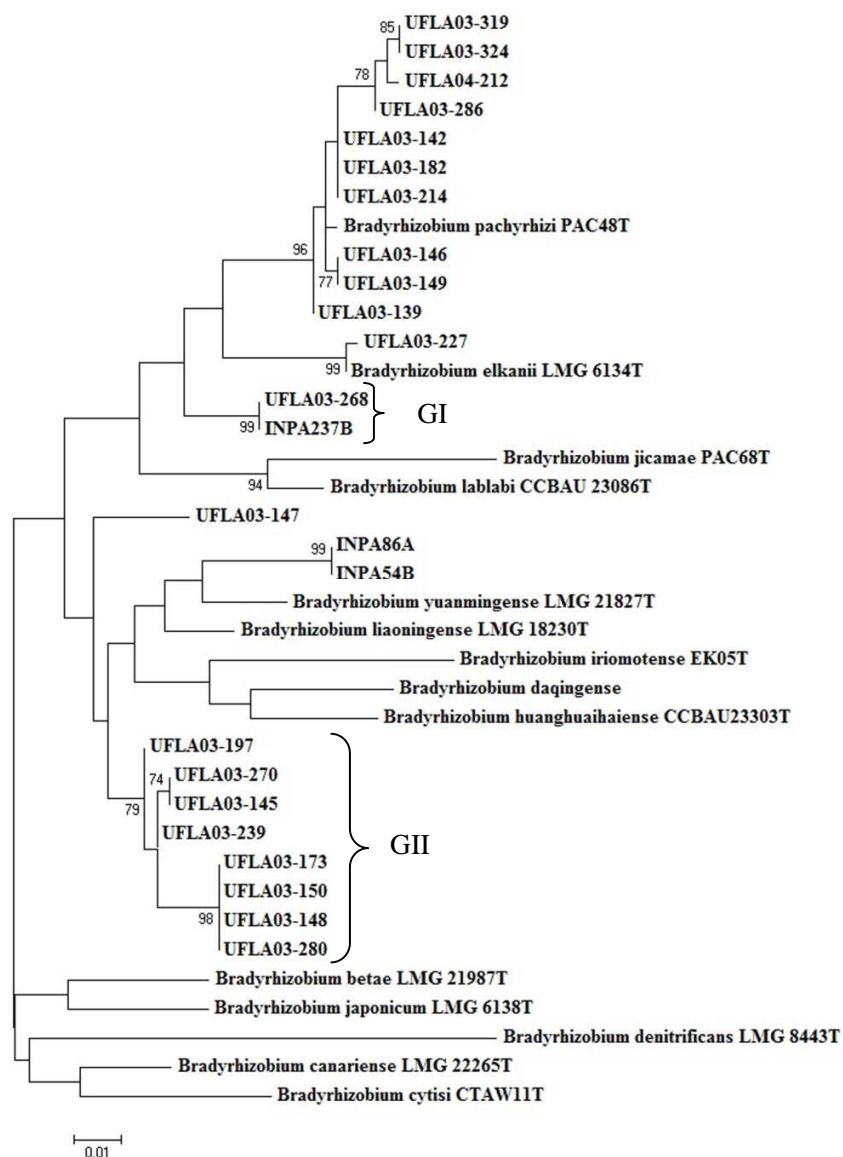 85
UFLA03-319
UFLA03-324
UFLA04-212
78
UFLA03-286
UFLA03-142
UFLA03-182
UFLA03-214
Bradyrhizobium pachyrhizi PAC48T
96
UFLA03-146
77
UFLA03-149
UFLA03-139
UFLA03-227
99
Bradyrhizobium elkanii LMG 6134T
UFLA03-268
GI
99
INPA237B
Bradyrhizobium jicamae PAC68T
94
Bradyrhizobium lablabi CCBAU 23086T
UFLA03-147
99
INPA86A
INPA54B
Bradyrhizobium yuanmingense LMG 21827T
Bradyrhizobium liaoningense LMG 18230T
Bradyrhizobium iriomotense EK05T
Bradyrhizobium daqingense
Bradyrhizobium huanghuaihaiense CCBAU23303T
UFLA03-197
74
UFLA03-270
79
UFLA03-145
UFLA03-239
GII
UFLA03-173
UFLA03-150
98
UFLA03-148
UFLA03-280
Bradyrhizobium betae LMG 21987T
Bradyrhizobium japonicum LMG 6138T
Bradyrhizobium denitrificans LMG 8443T
Bradyrhizobium canariense LMG 22265T
Bradyrhizobium cytisi CTAW11T
0.01